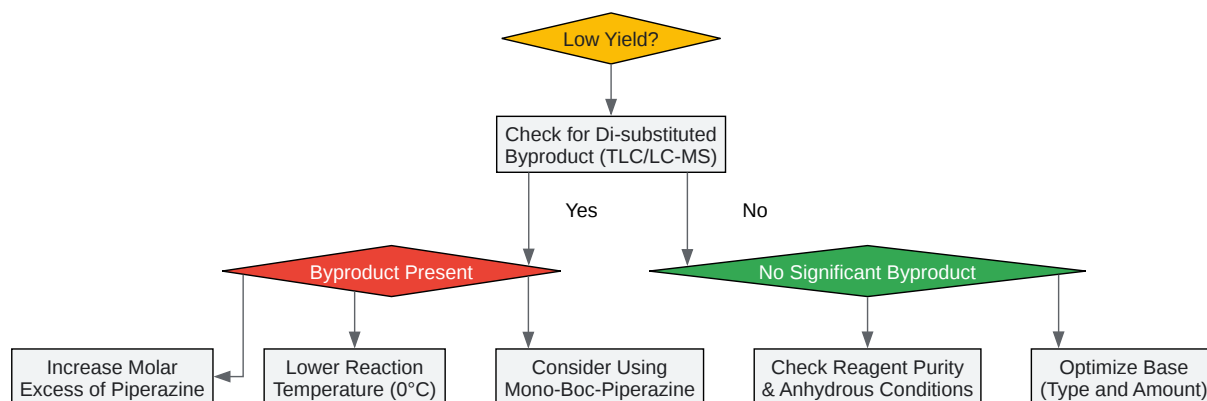 Low Yield?
Check for Di-substituted
Byproduct (TLC/LC-MS)
Yes
No
Byproduct Present
No Significant Byproduct
Increase Molar
Excess of Piperazine
Lower Reaction
Temperature (0°C)
Consider Using
Mono-Boc-Piperazine
Check Reagent Purity
& Anhydrous Conditions
Optimize Base
(Type and Amount)